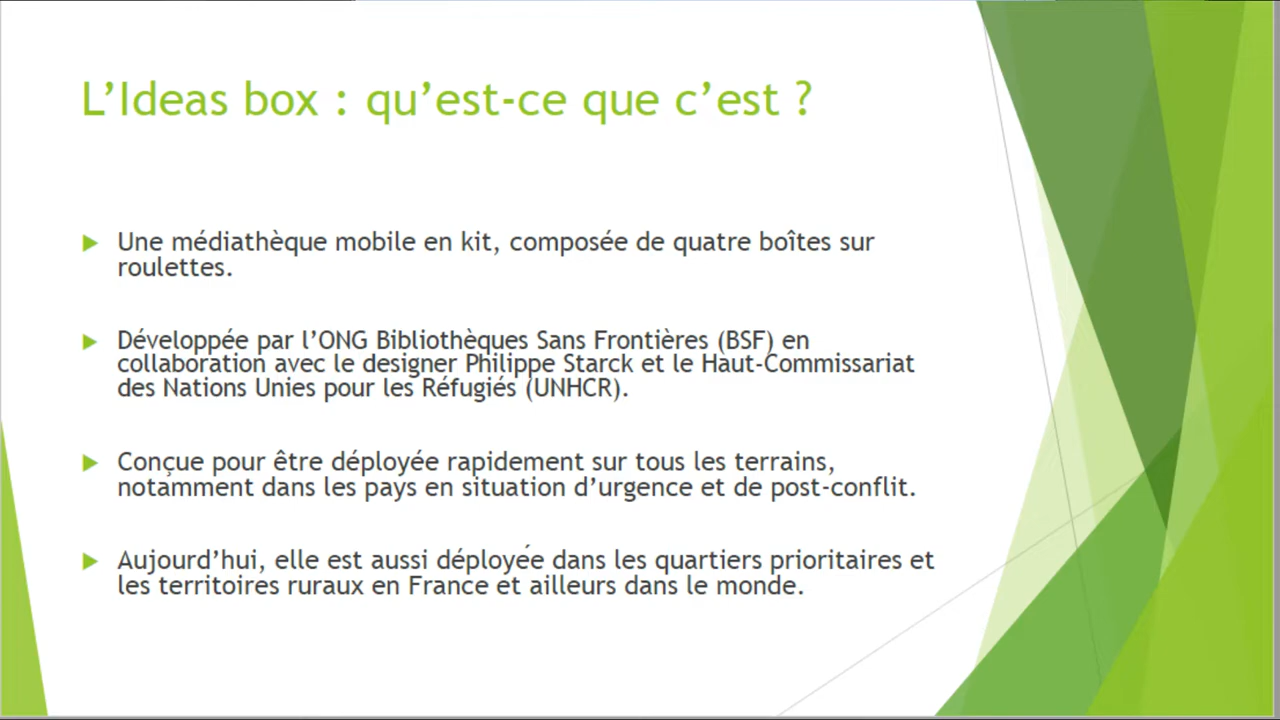 L’Ideas box : qu’est-ce que c’est ?
Une médiathèque mobile en kit, composée de quatre boîtes sur
roulettes.
Développée par l’ONG Bibliothèques Sans Frontières (BSF) en
collaboration avec le designer Philippe Starck et le Haut-Commissariat
des Nations Unies pour les Réfugiés (UNHCR).
Conçue pour être déployée rapidement sur tous les terrains,
notamment dans les pays en situation d’urgence et de post-conflit.
Aujourd’hui, elle est aussi déployée dans les quartiers prioritaires et
les territoires ruraux en France et ailleurs dans le monde.